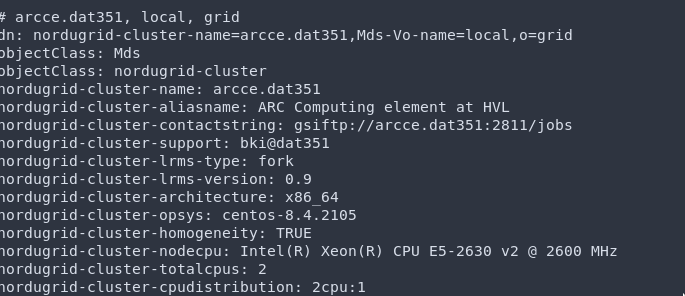 # arcce.dat351, local, grid
dn: nordugrid-cluster-name=arcce.dat351,Mds-Vo-name=local,o=grid
objectClass: Mds
objectClass: nordugrid-cluster
nordugrid-cluster-name: arcce.dat351
nordugrid-cluster-aliasname: ARC Computing element at HVL
nordugrid-cluster-contactstring: gsiftp://arcce.dat351:2811/jobs
nordugrid-cluster-support: bki@dat351
nordugrid-cluster-lrms-type: fork
nordugrid-cluster-lrms-version: 0.9
nordugrid-cluster-architecture: x86_64
nordugrid-cluster-opsys: centos-8.4.2105
nordugrid-cluster-homogeneity: TRUE
nordugrid-cluster-nodecpu: Intel(R) Xeon(R) CPU E5-2630 v2 @ 2600 MHz
nordugrid-cluster-totalcpus: 2
nordugrid-cluster-cpudistribution: 2cpu:1